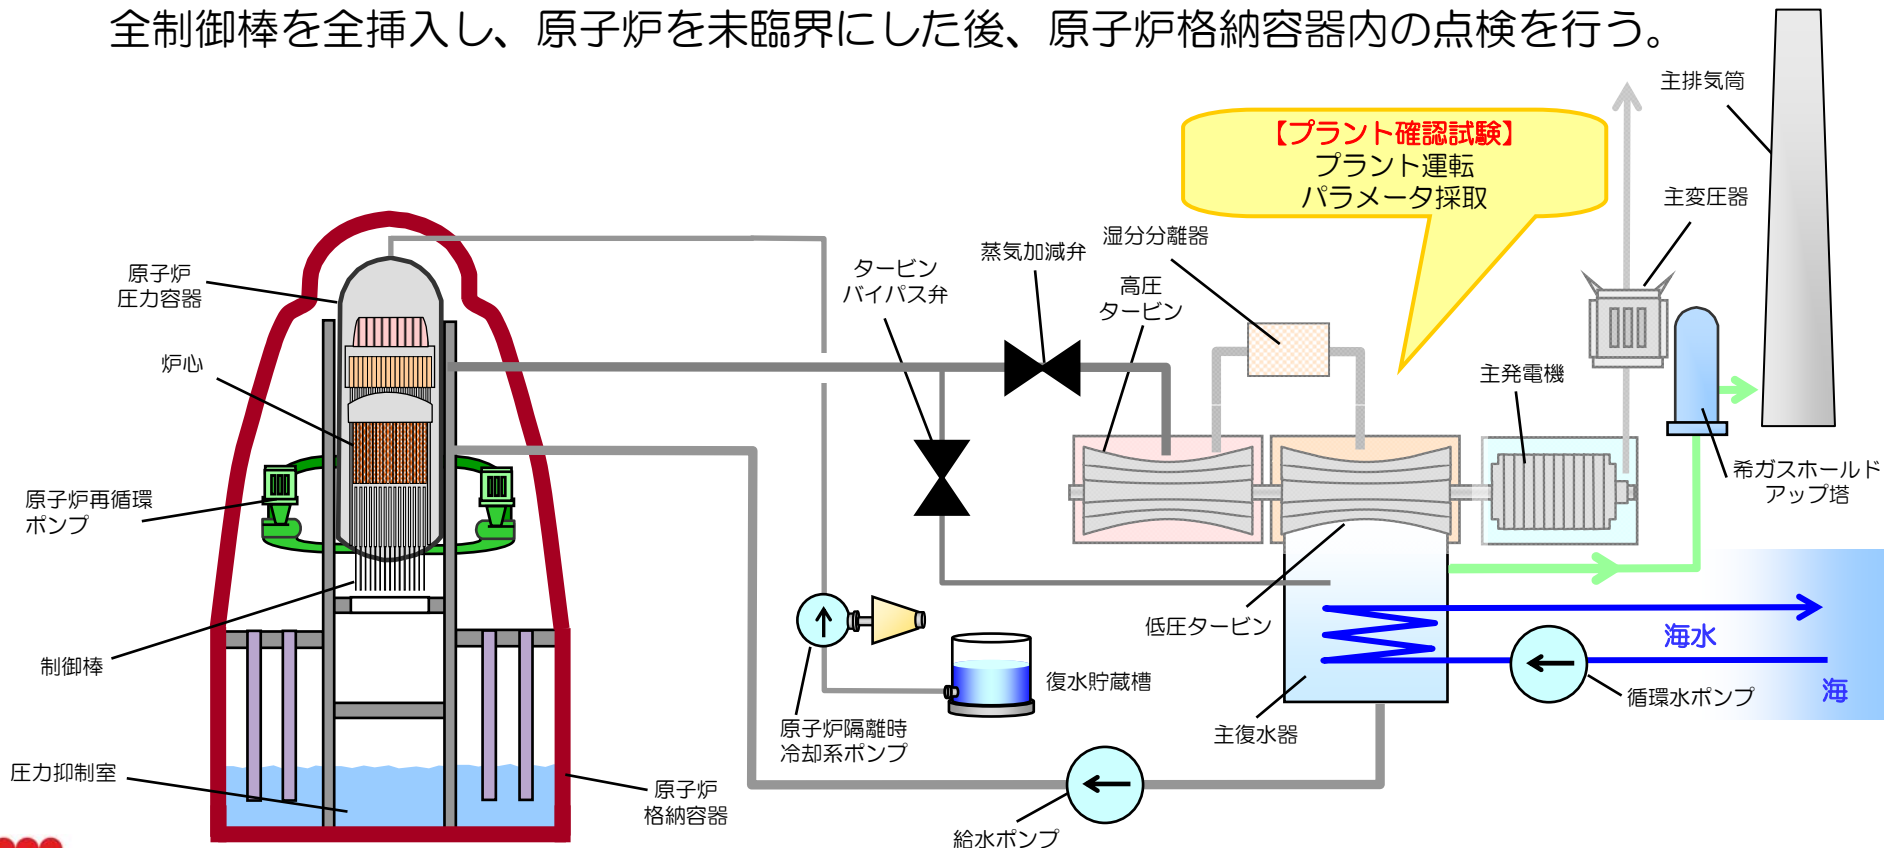 全制御棒を全挿入し、原子炉を未臨界にした後、原子炉格納容器内の点検を行う。
主排気筒
【プラント確認試験】
プラント運転
パラメータ採取
主変圧器
湿分分離器
蒸気加減弁
タービン
バイパス弁
高圧
タービン
原子炉
圧力容器
炉心
主発電機
希ガスホールド
アップ塔
原子炉再循環
ポンプ
低圧タービン
海水
制御棒
復水貯蔵槽
海
循環水ポンプ
原子炉隔離時
冷却系ポンプ
主復水器
圧力抑制室
原子炉
格納容器
給水ポンプ